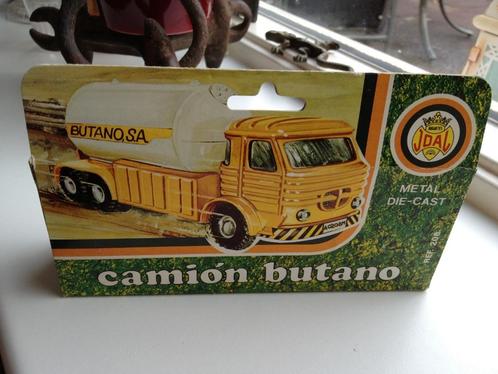 BUTANO, S.A.
JOAL
METAL
DIE-CAST
camión butano